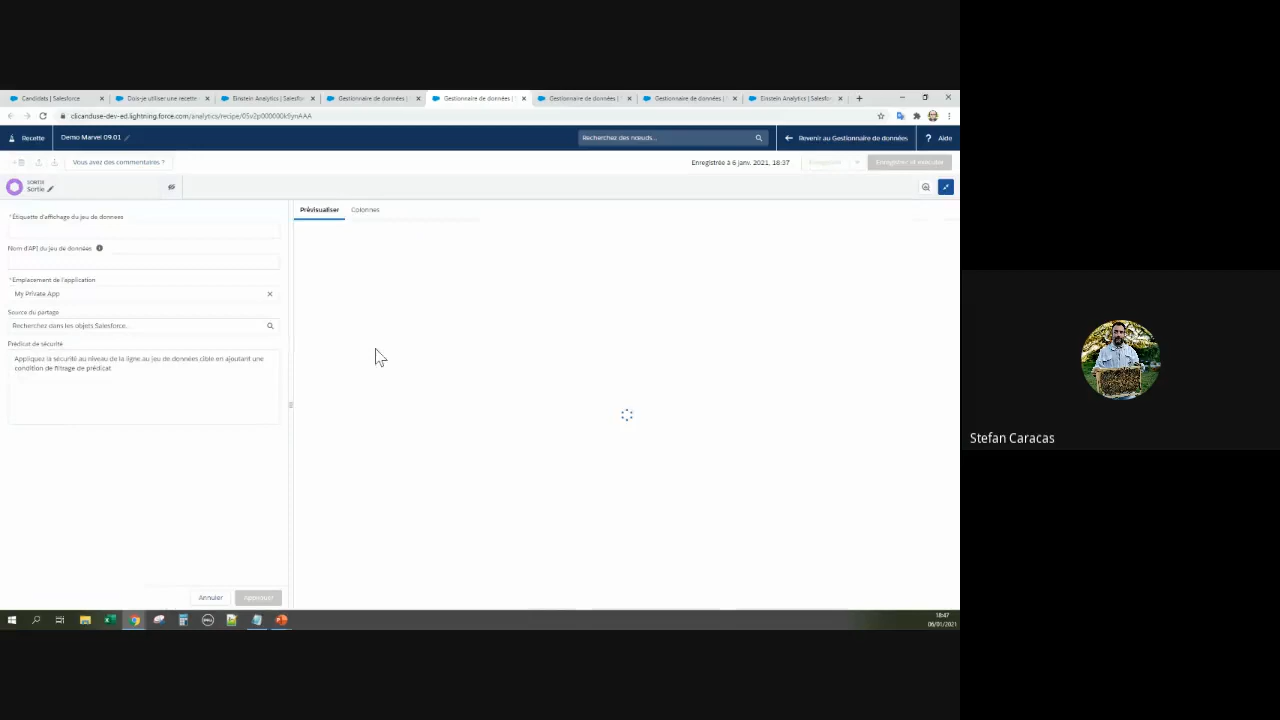 Candidats | Salesforce
Dois-je utiliser une recette
Einstein Analytics | Salesfor
Gestionnaire de données |
Gestionnaire de données |
Gestionnaire de données |
Gestionnaire de données |
Einstein Analytics | Salesfor
clicanduse-dev-ed.lightning.force.com/analytics/recipe/05v2p000000k9ynAAA
Recette
Demo Marvel 09.01
Recherchez des nœuds...
Revenir au Gestionnaire de données
Aide
Vous avez des commentaires ?
Enregistrée à 6 janv. 2021, 18:37
Enregistrer
Enregistrer et exécuter
SORTIE
Sortie
*Étiquette d'affichage du jeu de données
Prévisualiser
Colonnes
Nom d'API du jeu de données
*Emplacement de l'application
My Private App
Source du partage
Recherchez dans les objets Salesforce...
Prédicat de sécurité
Appliquez la sécurité au niveau de la ligne au jeu de données cible en ajoutant une
condition de filtrage de prédicat.
Annuler
Appliquer
18:47
06/01/2021
Stefan Caracas